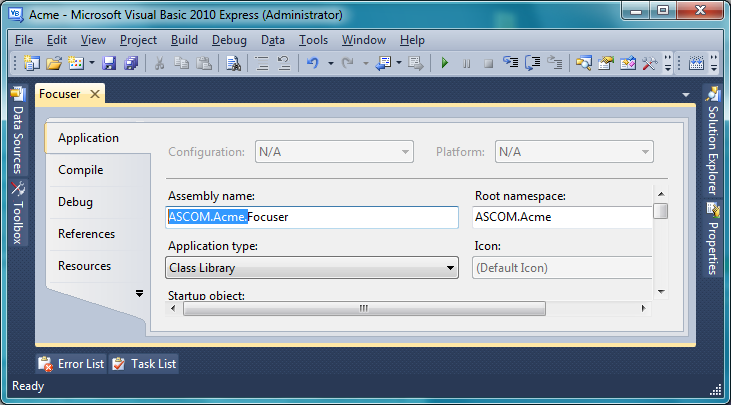 Acme - Microsoft Visual Basic 2010 Express (Administrator)
File Edit View Project Build Debug Data Tools Window Help
Focuser
Data Sources
Toolbox
Solution Explorer
Properties
Application
Compile
Debug
References
Resources
Configuration: N/A Platform: N/A
Assembly name: Root namespace:
ASCOM.Acme.Focuser ASCOM.Acme
Application type: Icon:
Class Library (Default Icon)
Startup object:
Error List Task List
Ready